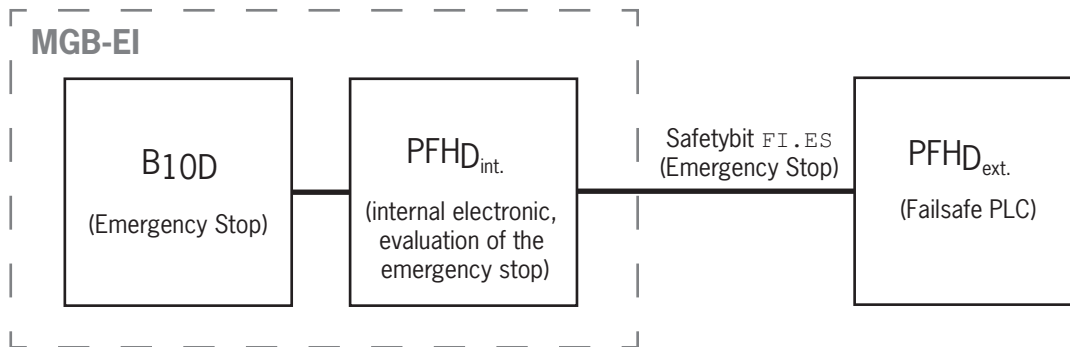 MGB-EI
B10D
(Emergency Stop)
PFHDint.
(internal electronic,
evaluation of the
emergency stop)
Safetybit FI.ES
(Emergency Stop)
PFHDext.
(Failsafe PLC)